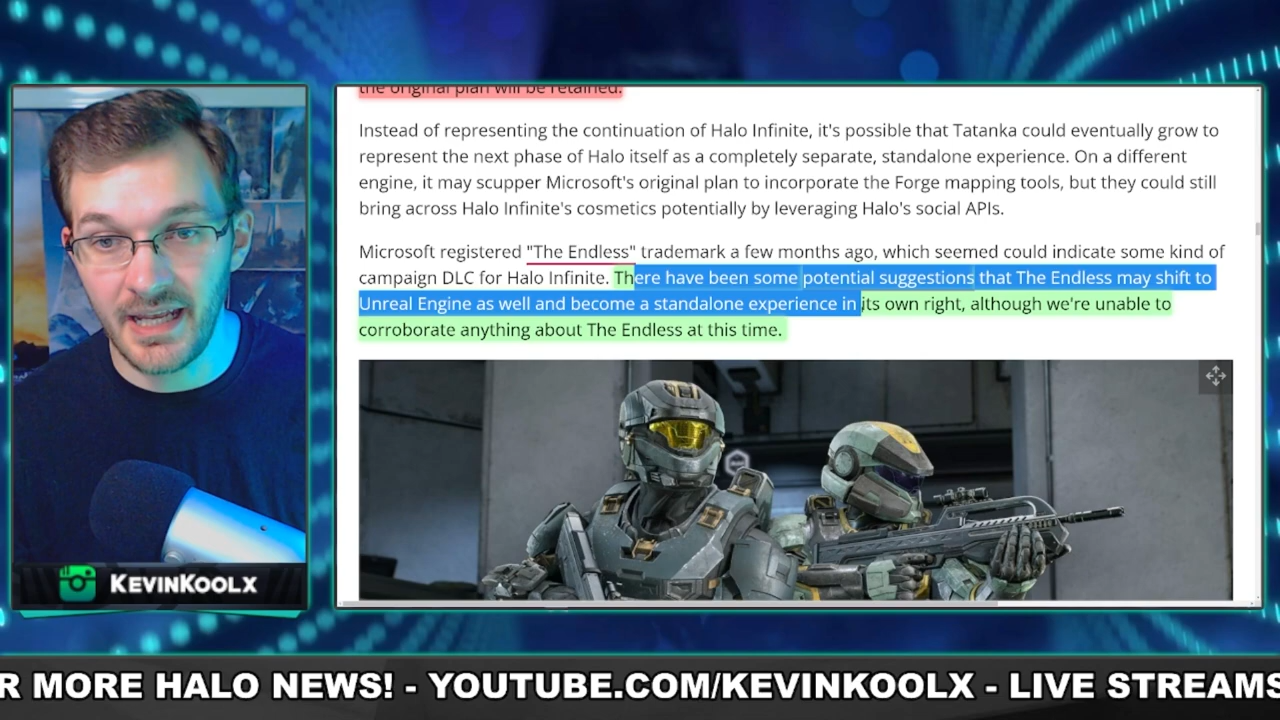 the original plan will be retained.
Instead of representing the continuation of Halo Infinite, it's possible that Tatanka could eventually grow to
represent the next phase of Halo itself as a completely separate, standalone experience. On a different
engine, it may scupper Microsoft's original plan to incorporate the Forge mapping tools, but they could still
bring across Halo Infinite's cosmetics potentially by leveraging Halo's social APIs.
Microsoft registered "The Endless" trademark a few months ago, which seemed could indicate some kind of
campaign DLC for Halo Infinite. There have been some potential suggestions that The Endless may shift to
Unreal Engine as well and become a standalone experience in its own right, although we're unable to
corroborate anything about The Endless at this time.
KEVINKOOLX
R MORE HALO NEWS! - YOUTUBE.COM/KEVINKOOLX - LIVE STREAMS